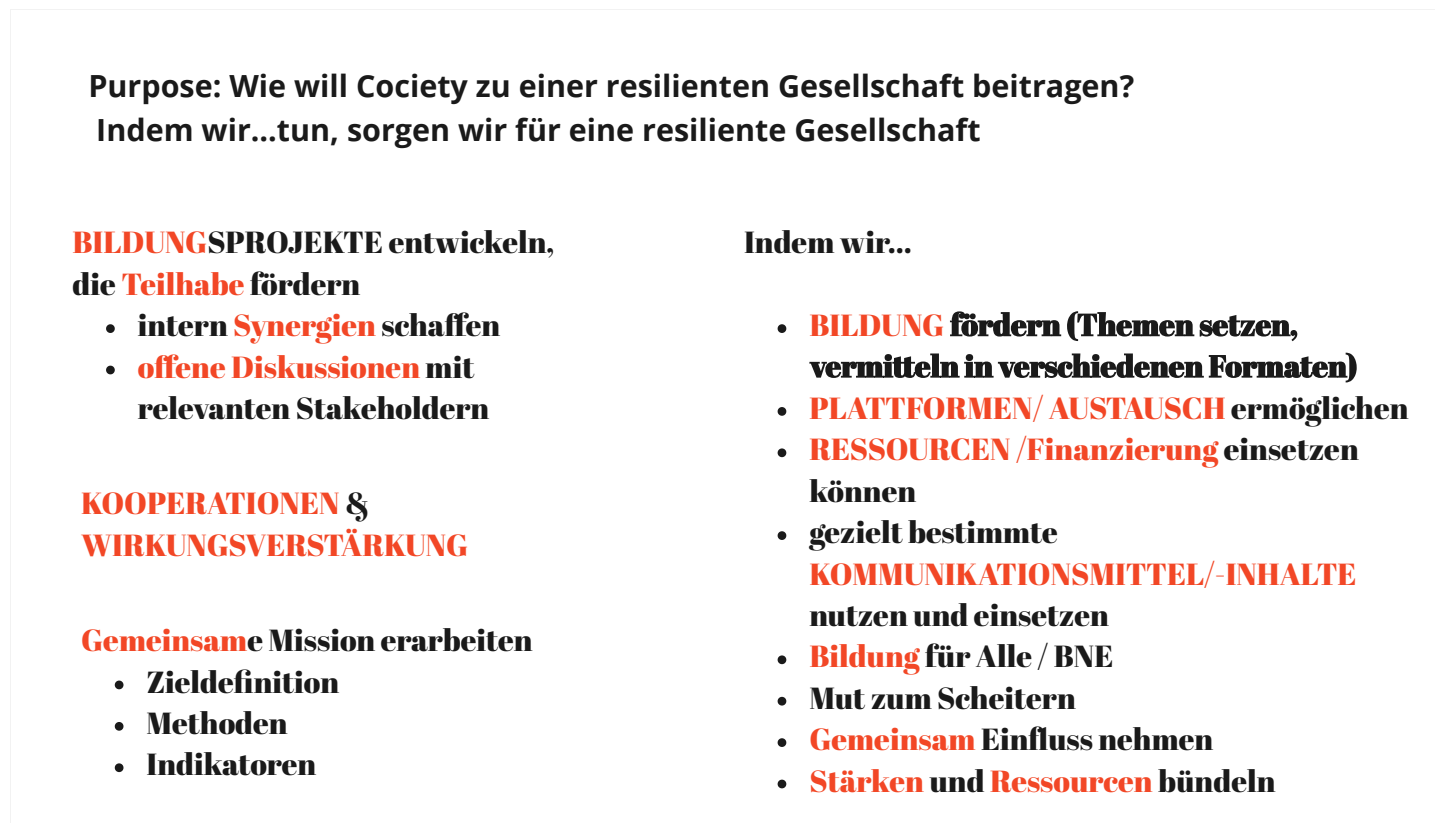 Purpose: Wie will Cociety zu einer resilienten Gesellschaft beitragen?
Indem wir...tun, sorgen wir für eine resiliente Gesellschaft
BILDUNGSPROJEKTE entwickeln,
die Teilhabe fördern
• intern Synergien schaffen
• offene Diskussionen mit
relevanten Stakeholdern
KOOPERATIONEN &
WIRKUNGSVERSTÄRKUNG
Gemeinsame Mission erarbeiten
• Zieldefinition
• Methoden
• Indikatoren
Indem wir...
• BILDUNG fördern (Themen setzen,
vermitteln in verschiedenen Formaten)
• PLATTFORMEN/ AUSTAUSCH ermöglichen
• RESSOURCEN /Finanzierung einsetzen
können
• gezielt bestimmte
KOMMUNIKATIONSMITTEL/-INHALTE
nutzen und einsetzen
• Bildung für Alle / BNE
• Mut zum Scheitern
• Gemeinsam Einfluss nehmen
• Stärken und Ressourcen bündeln